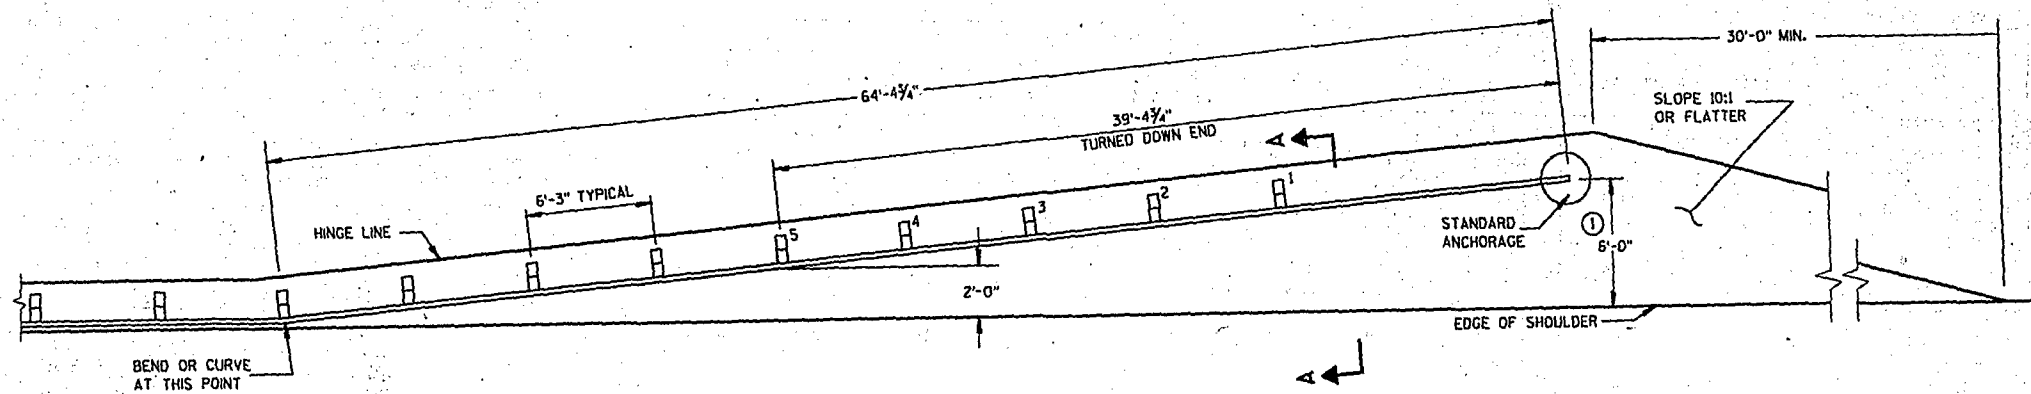 30'-0" MIN.
64'-4¾"
SLOPE 10:1
OR FLATTER
39'-4¾"
TURNED DOWN END
A
6'-3" TYPICAL
1
2
3
4
5
HINGE LINE
STANDARD
ANCHORAGE
①
6'-0"
2'-0"
EDGE OF SHOULDER
BEND OR CURVE
AT THIS POINT
A